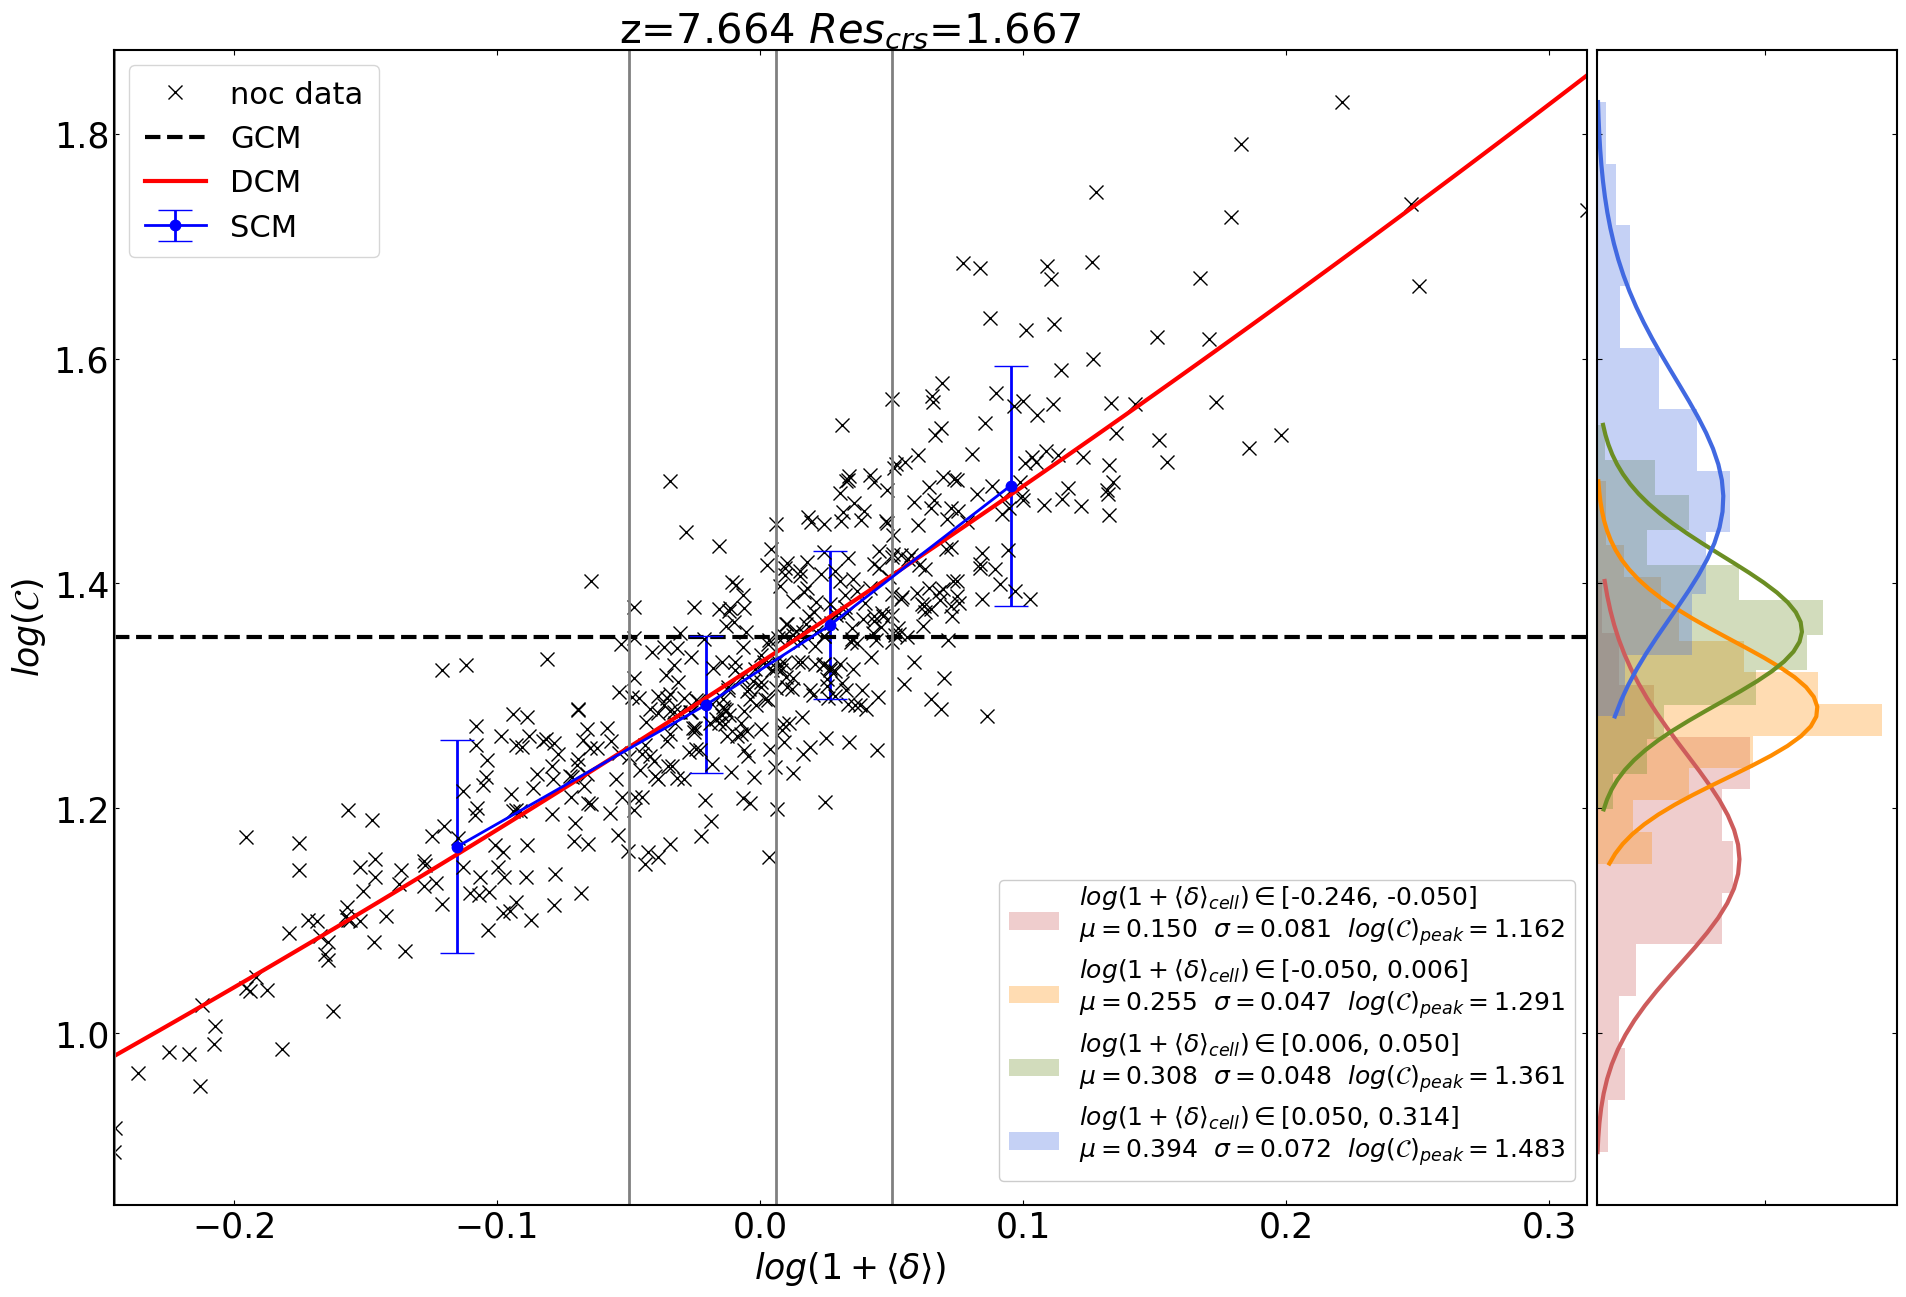 z=7.664 Res_crs=1.667
noc data
GCM
DCM
SCM
log(𝒞)
1.8
1.6
1.4
1.2
1.0
log(1 + ⟨δ⟩_cell) ∈ [-0.246, -0.050]
μ = 0.150 σ = 0.081 log(𝒞)_peak = 1.162
log(1 + ⟨δ⟩_cell) ∈ [-0.050, 0.006]
μ = 0.255 σ = 0.047 log(𝒞)_peak = 1.291
log(1 + ⟨δ⟩_cell) ∈ [0.006, 0.050]
μ = 0.308 σ = 0.048 log(𝒞)_peak = 1.361
log(1 + ⟨δ⟩_cell) ∈ [0.050, 0.314]
μ = 0.394 σ = 0.072 log(𝒞)_peak = 1.483
−0.2 −0.1 0.0 0.1 0.2 0.3
log(1 + ⟨δ⟩)